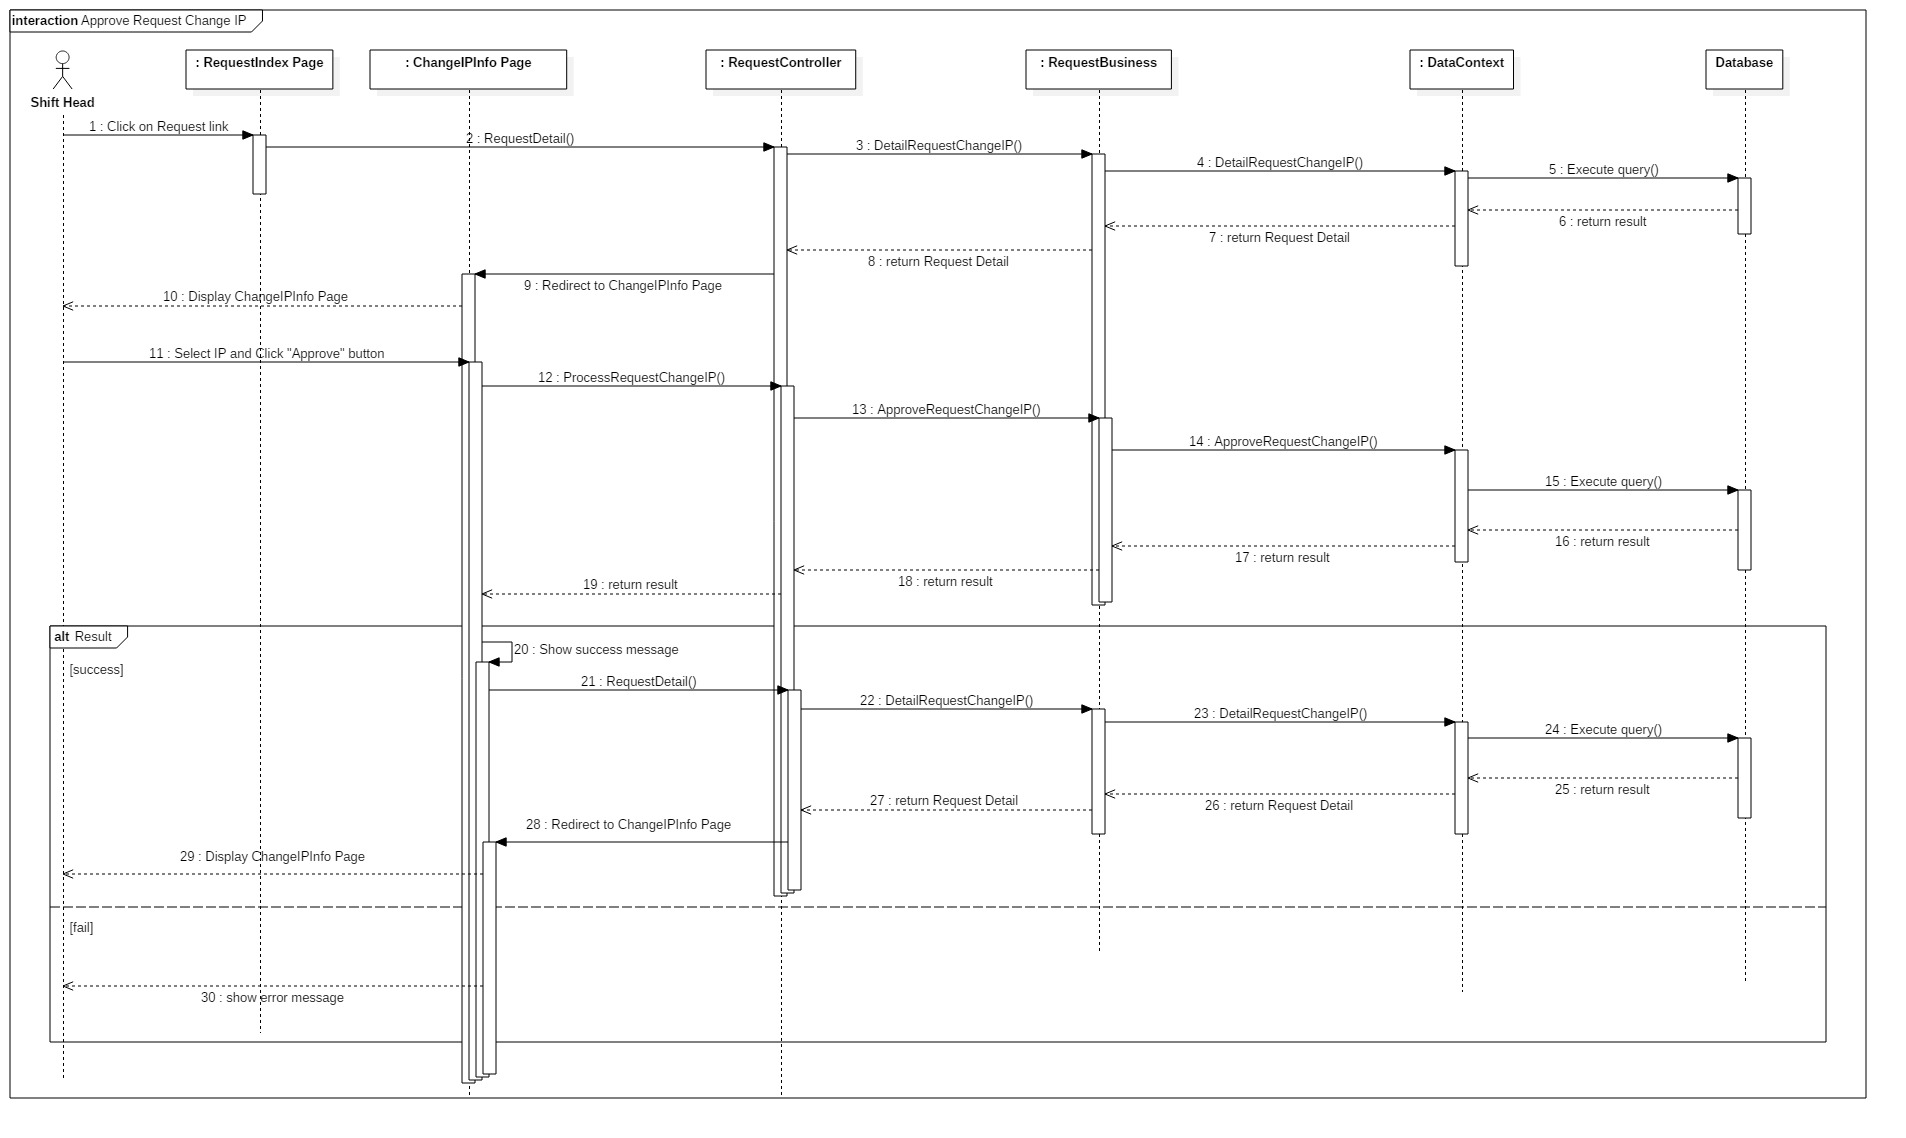 interaction Approve Request Change IP
Shift Head
: RequestIndex Page
: ChangeIPInfo Page
: RequestController
: RequestBusiness
: DataContext
Database
1 : Click on Request link
2 : RequestDetail()
3 : DetailRequestChangeIP()
4 : DetailRequestChangeIP()
5 : Execute query()
6 : return result
7 : return Request Detail
8 : return Request Detail
9 : Redirect to ChangeIPInfo Page
10 : Display ChangeIPInfo Page
11 : Select IP and Click "Approve" button
12 : ProcessRequestChangeIP()
13 : ApproveRequestChangeIP()
14 : ApproveRequestChangeIP()
15 : Execute query()
16 : return result
17 : return result
18 : return result
19 : return result
alt Result
[success]
20 : Show success message
21 : RequestDetail()
22 : DetailRequestChangeIP()
23 : DetailRequestChangeIP()
24 : Execute query()
25 : return result
26 : return Request Detail
27 : return Request Detail
28 : Redirect to ChangeIPInfo Page
29 : Display ChangeIPInfo Page
[fail]
30 : show error message